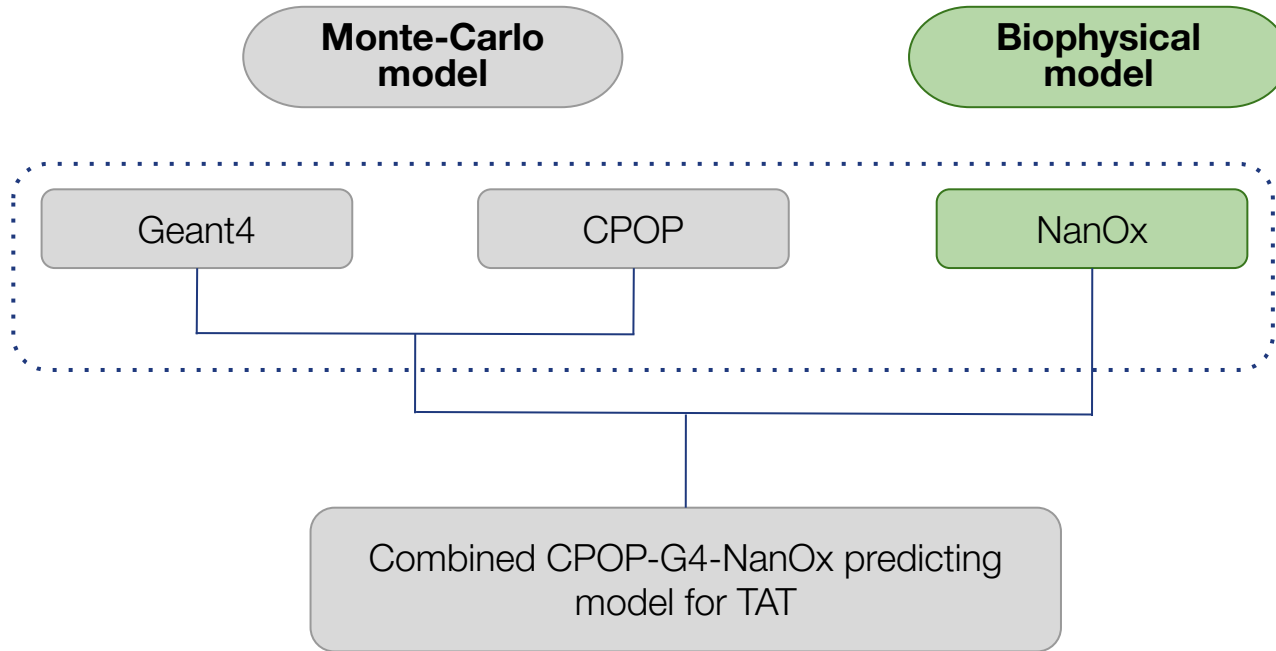 Monte-Carlo
model
Biophysical
model
Geant4
CPOP
NanOx
Combined CPOP-G4-NanOx predicting
model for TAT